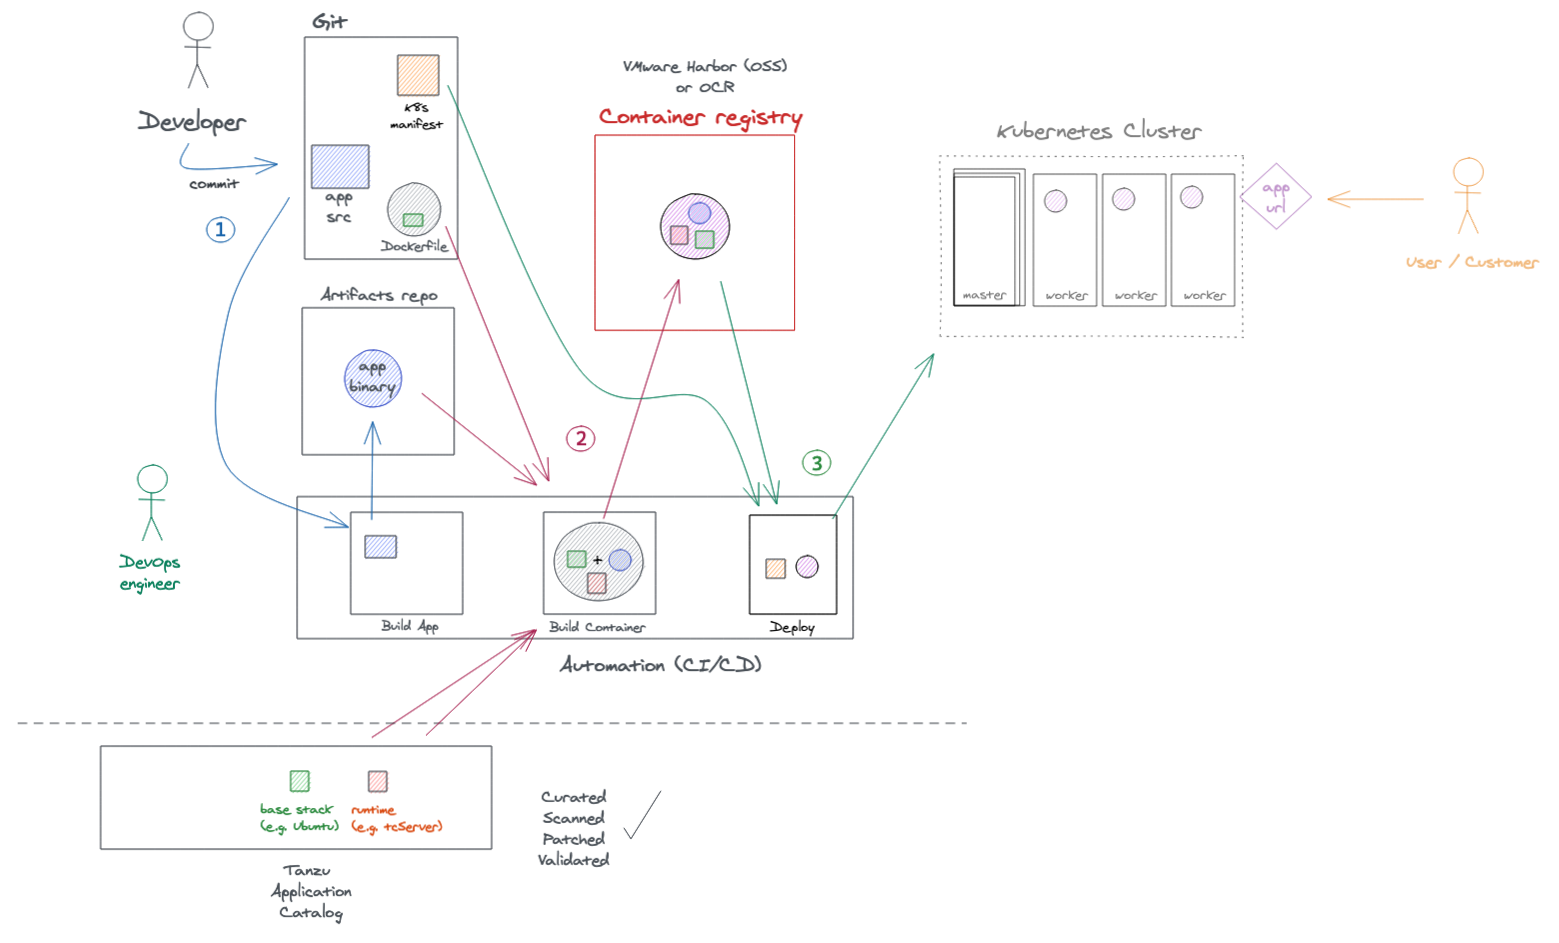 Git
Developer
commit
1
K8s
manifest
app
src
Dockerfile
Artifacts repo
app
binary
VMware Harbor (OSS)
or OCR
Container registry
Kubernetes Cluster
master
worker
worker
worker
app
url
User / Customer
2
3
DevOps
engineer
+
Build App
Build Container
Deploy
Automation (CI/CD)
base stack
(e.g. Ubuntu)
runtime
(e.g. tcServer)
Tanzu
Application
Catalog
Curated
Scanned
Patched
Validated